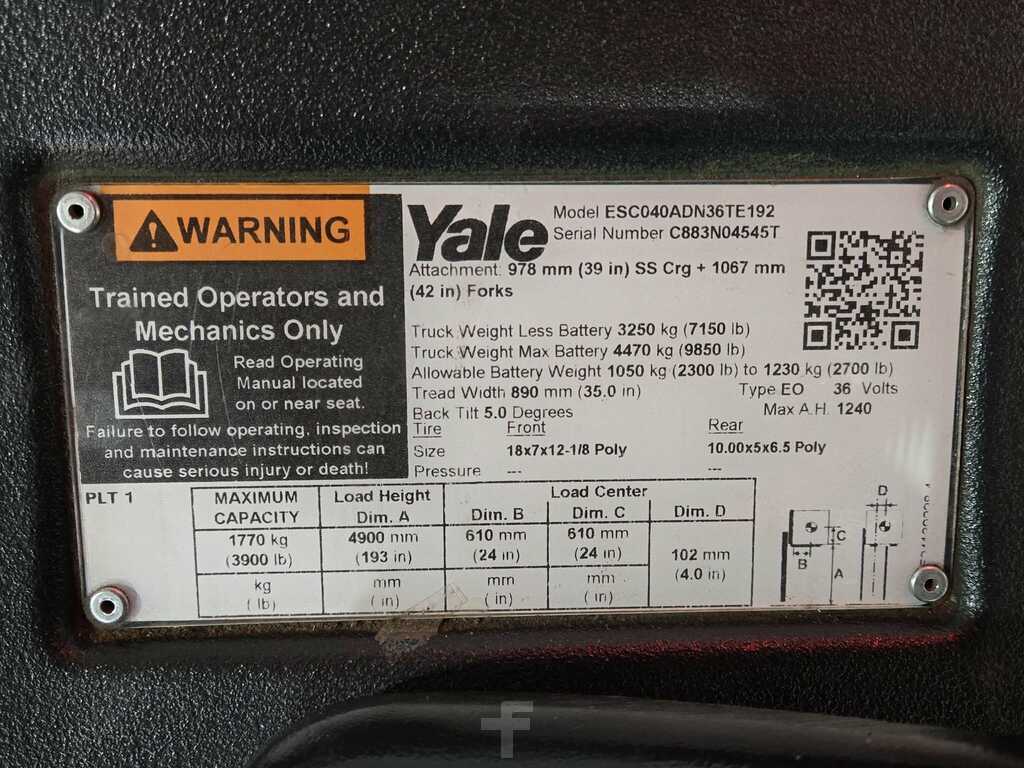 WARNING
Trained Operators and
Mechanics Only
Read Operating
Manual located
on or near seat.
Failure to follow operating, inspection
and maintenance instructions can
cause serious injury or death!
Yale
Model ESC040ADN36TE192
Serial Number C883N04545T
Attachment: 978 mm (39 in) SS Crg + 1067 mm
(42 in) Forks
Truck Weight Less Battery 3250 kg (7150 lb)
Truck Weight Max Battery 4470 kg (9850 lb)
Allowable Battery Weight 1050 kg (2300 lb) to 1230 kg (2700 lb)
Tread Width 890 mm (35.0 in) Type EO 36 Volts
Back Tilt 5.0 Degrees Max A.H. 1240
Tire Front Rear
Size 18x7x12-1/8 Poly 10.00x5x6.5 Poly
Pressure --- ---
PLT 1
MAXIMUM Load Height Load Center
CAPACITY Dim. A Dim. B Dim. C Dim. D
1770 kg 4900 mm 610 mm 610 mm 102 mm
(3900 lb) (193 in) (24 in) (24 in) (4.0 in)
kg mm mm mm
( lb) ( in) ( in) ( in)
D
C
B
A